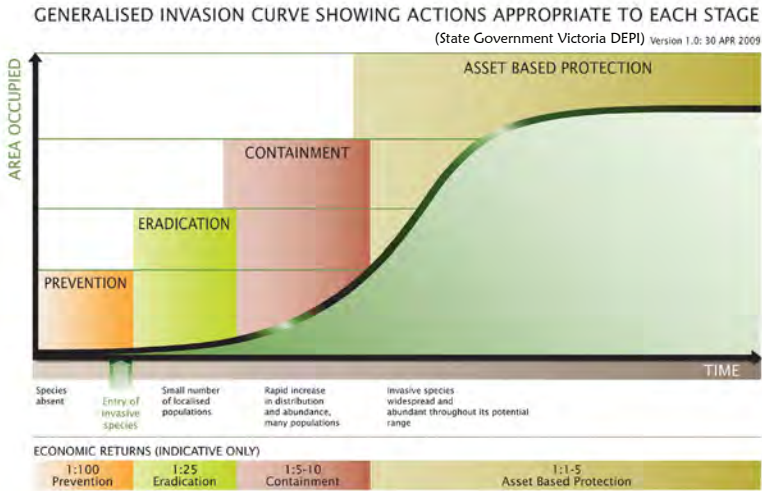 GENERALISED INVASION CURVE SHOWING ACTIONS APPROPRIATE TO EACH STAGE
(State Government Victoria DEPI) Version 1.0: 30 APR 2009
AREA OCCUPIED
ASSET BASED PROTECTION
CONTAINMENT
ERADICATION
PREVENTION
TIME
Species
absent
Entry of
invasive
species
Small number
of localised
populations
Rapid increase
in distribution
and abundance,
many populations
Invasive species
widespread and
abundant throughout its potential
range
ECONOMIC RETURNS (INDICATIVE ONLY)
1:100
Prevention
1:25
Eradication
1:5-10
Containment
1:1-5
Asset Based Protection